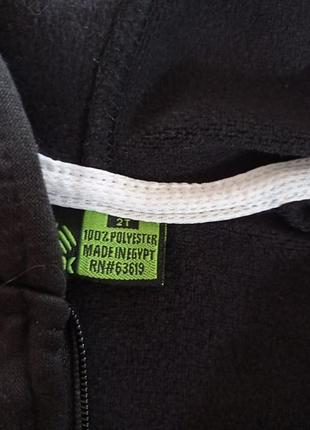 2T
100% POLYESTER
MADE IN EGYPT
RN#63619
K